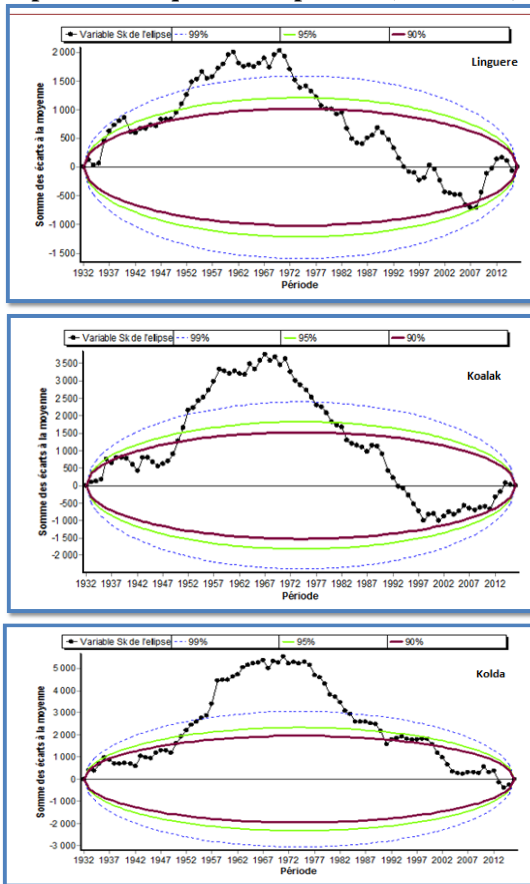 Variable Sk de l'ellipse 99% 95% 90%
Linguere
Somme des écarts à la moyenne
2 000
1 500
1 000
500
0
-500
-1 000
-1 500
1932 1937 1942 1947 1952 1957 1962 1967 1972 1977 1982 1987 1992 1997 2002 2007 2012
Période
Variable Sk de l'ellipse 99% 95% 90%
Koalak
Somme des écarts à la moyenne
3 500
3 000
2 500
2 000
1 500
1 000
500
0
-500
-1 000
-1 500
-2 000
1932 1937 1942 1947 1952 1957 1962 1967 1972 1977 1982 1987 1992 1997 2002 2007 2012
Période
Variable Sk de l'ellipse 99% 95% 90%
Kolda
Somme des écarts à la moyenne
5 000
4 000
3 000
2 000
1 000
0
-1 000
-2 000
-3 000
1932 1937 1942 1947 1952 1957 1962 1967 1972 1977 1982 1987 1992 1997 2002 2007 2012
Période